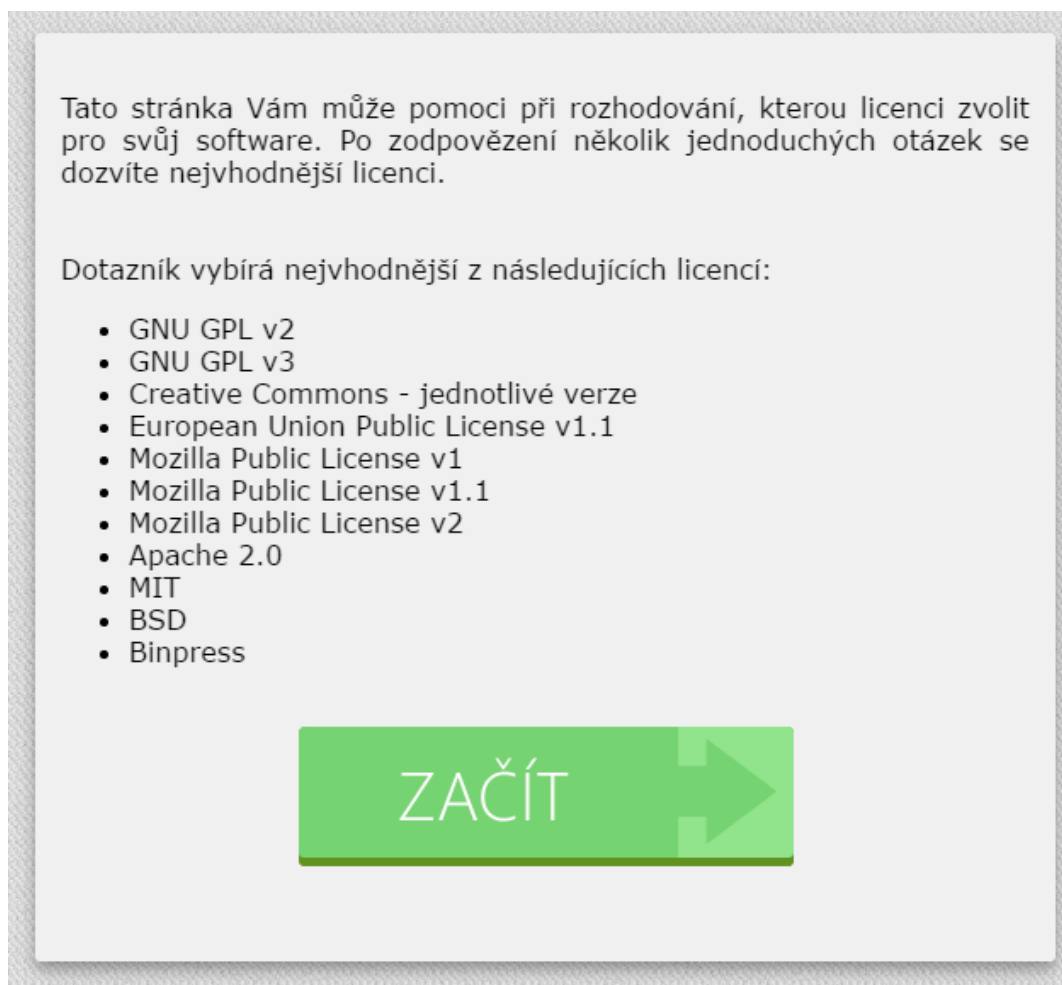 Tato stránka Vám může pomoci při rozhodování, kterou licenci zvolit
pro svůj software. Po zodpovězení několik jednoduchých otázek se
dozvíte nejvhodnější licenci.
Dotazník vybírá nejvhodnější z následujících licencí:
• GNU GPL v2
• GNU GPL v3
• Creative Commons - jednotlivé verze
• European Union Public License v1.1
• Mozilla Public License v1
• Mozilla Public License v1.1
• Mozilla Public License v2
• Apache 2.0
• MIT
• BSD
• Binpress
ZAČÍT